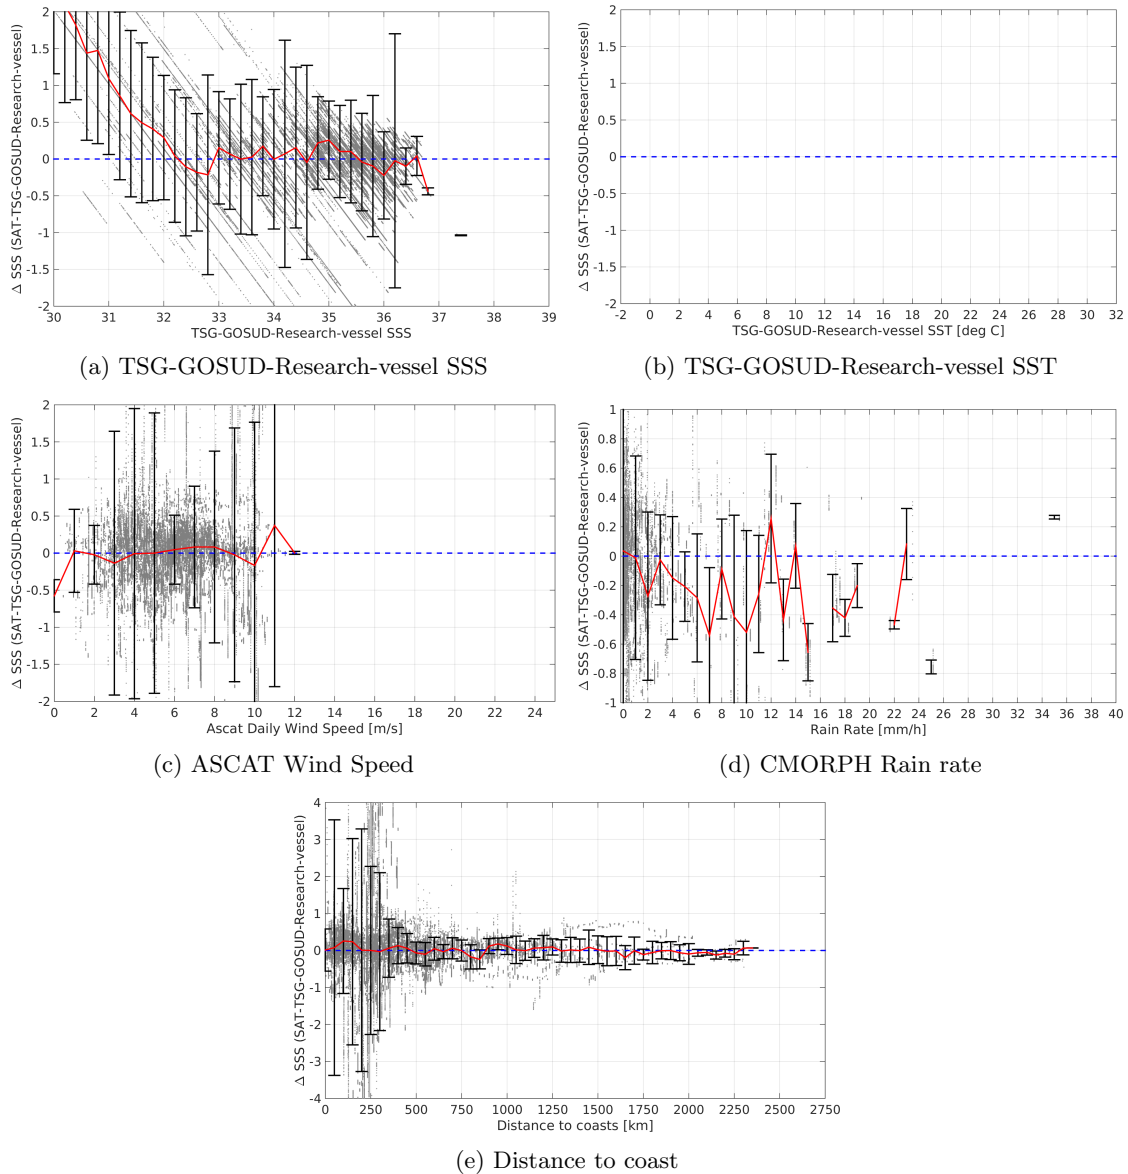 2
1.5
1
0.5
0
-0.5
-1
-1.5
-2
Δ SSS (SAT-TSG-GOSUD-Research-vessel)
30 31 32 33 34 35 36 37 38 39
TSG-GOSUD-Research-vessel SSS
(a) TSG-GOSUD-Research-vessel SSS
2
1.5
1
0.5
0
-0.5
-1
-1.5
-2
Δ SSS (SAT-TSG-GOSUD-Research-vessel)
-2 0 2 4 6 8 10 12 14 16 18 20 22 24 26 28 30 32
TSG-GOSUD-Research-vessel SST [deg C]
(b) TSG-GOSUD-Research-vessel SST
2
1.5
1
0.5
0
-0.5
-1
-1.5
-2
Δ SSS (SAT-TSG-GOSUD-Research-vessel)
0 2 4 6 8 10 12 14 16 18 20 22 24
Ascat Daily Wind Speed [m/s]
(c) ASCAT Wind Speed
1
0.8
0.6
0.4
0.2
0
-0.2
-0.4
-0.6
-0.8
-1
Δ SSS (SAT-TSG-GOSUD-Research-vessel)
0 2 4 6 8 10 12 14 16 18 20 22 24 26 28 30 32 34 36 38 40
Rain Rate [mm/h]
(d) CMORPH Rain rate
4
3
2
1
0
-1
-2
-3
-4
Δ SSS (SAT-TSG-GOSUD-Research-vessel)
0 250 500 750 1000 1250 1500 1750 2000 2250 2500 2750
Distance to coasts [km]
(e) Distance to coast